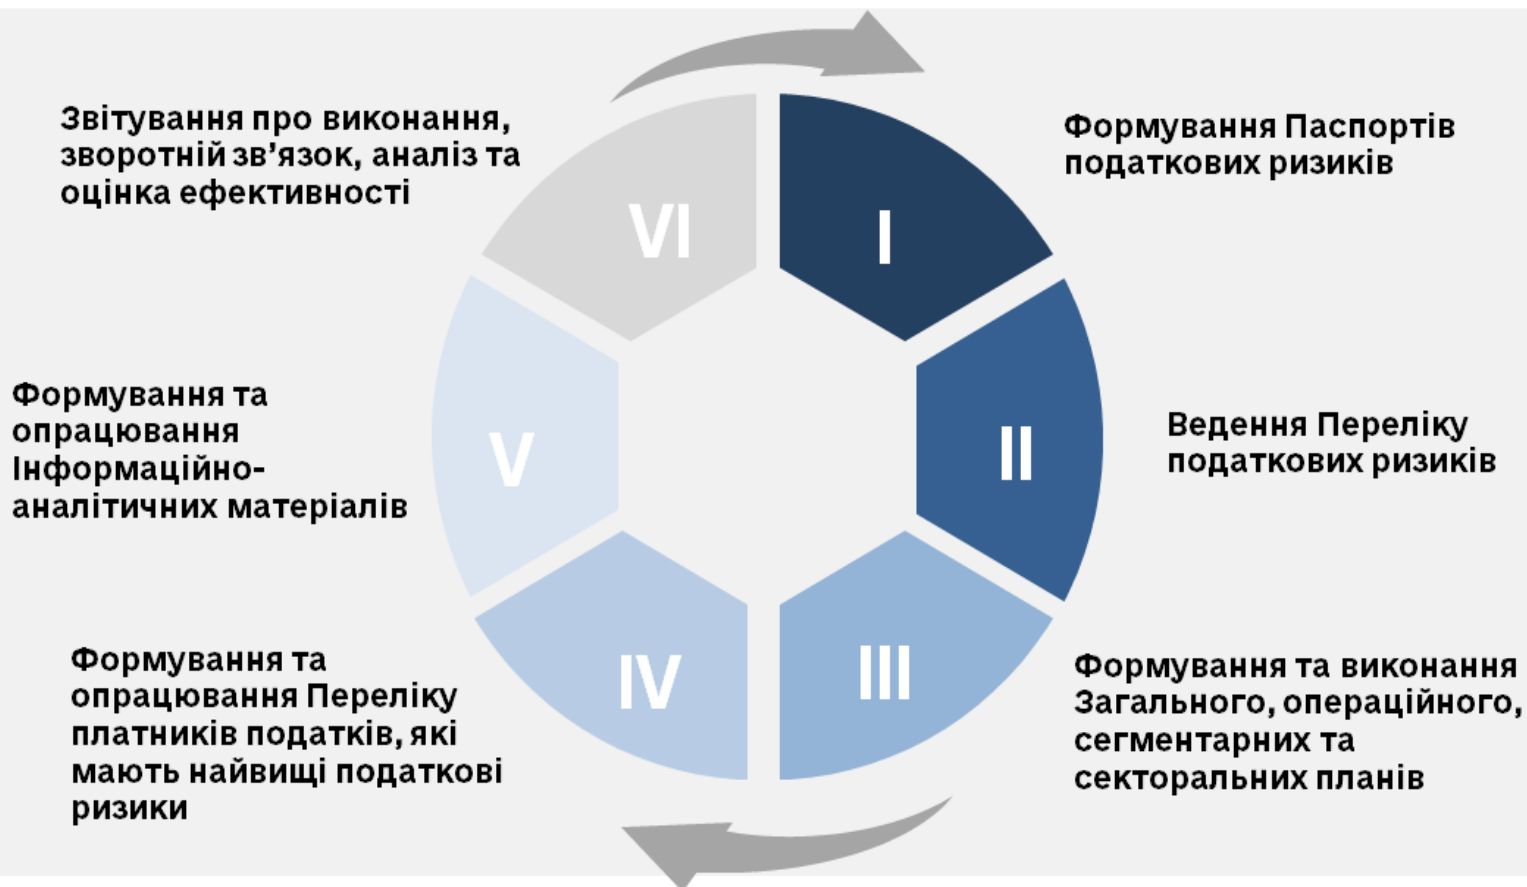 I
Формування Паспортів
податкових ризиків
II
Ведення Переліку
податкових ризиків
III
Формування та виконання
Загального, операційного,
сегментарних та
секторальних планів
IV
Формування та
опрацювання Переліку
платників податків, які
мають найвищі податкові
ризики
V
Формування та
опрацювання
Інформаційно-
аналітичних матеріалів
VI
Звітування про виконання,
зворотній зв’язок, аналіз та
оцінка ефективності